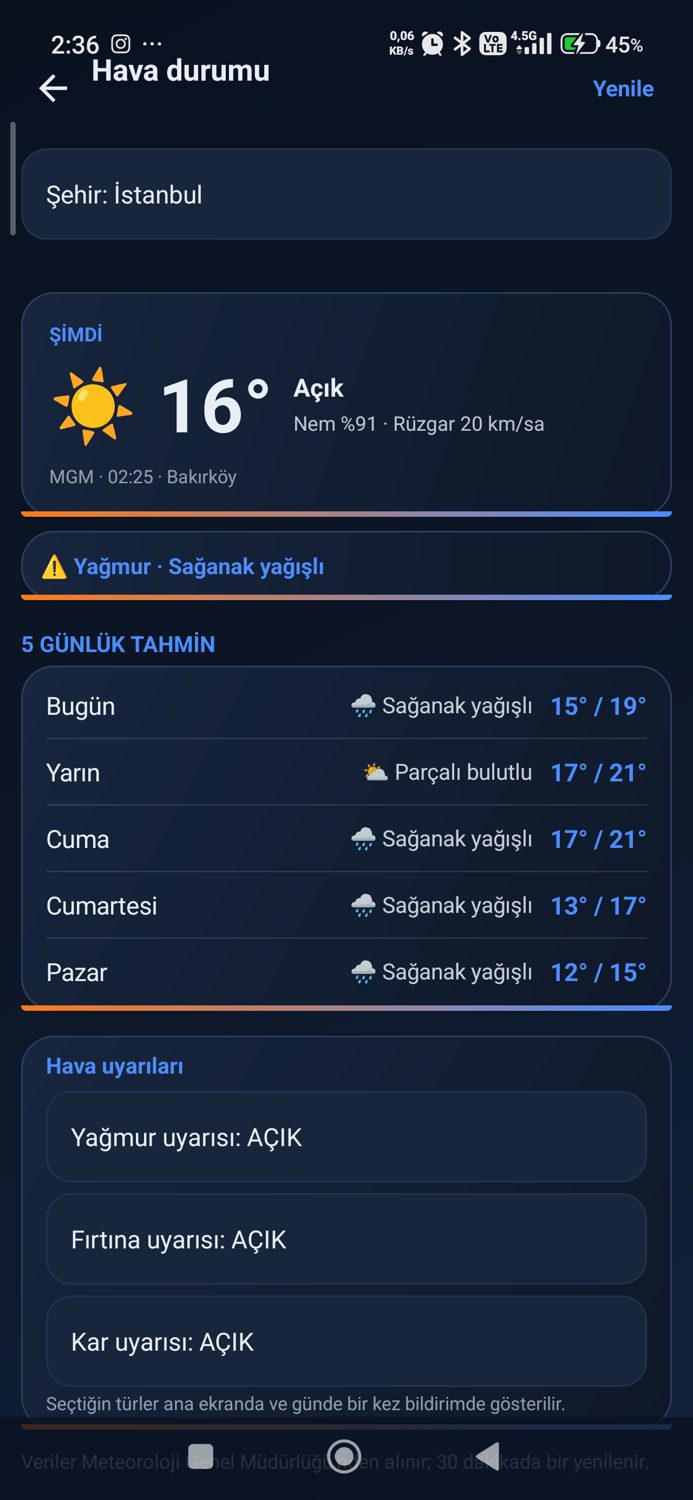 2:36 ...
0,06 KB/s VO LTE 4.5G 45%
Hava durumu
Yenile
Şehir: İstanbul
ŞİMDİ
16° Açık
Nem %91 · Rüzgar 20 km/sa
MGM · 02:25 · Bakırköy
⚠️ Yağmur · Sağanak yağışlı
5 GÜNLÜK TAHMİN
Bugün Sağanak yağışlı 15° / 19°
Yarın Parçalı bulutlu 17° / 21°
Cuma Sağanak yağışlı 17° / 21°
Cumartesi Sağanak yağışlı 13° / 17°
Pazar Sağanak yağışlı 12° / 15°
Hava uyarıları
Yağmur uyarısı: AÇIK
Fırtına uyarısı: AÇIK
Kar uyarısı: AÇIK
Seçtiğin türler ana ekranda ve günde bir kez bildirimde gösterilir.
Veriler Meteoroloji alınır; 30 bir yenilenir.